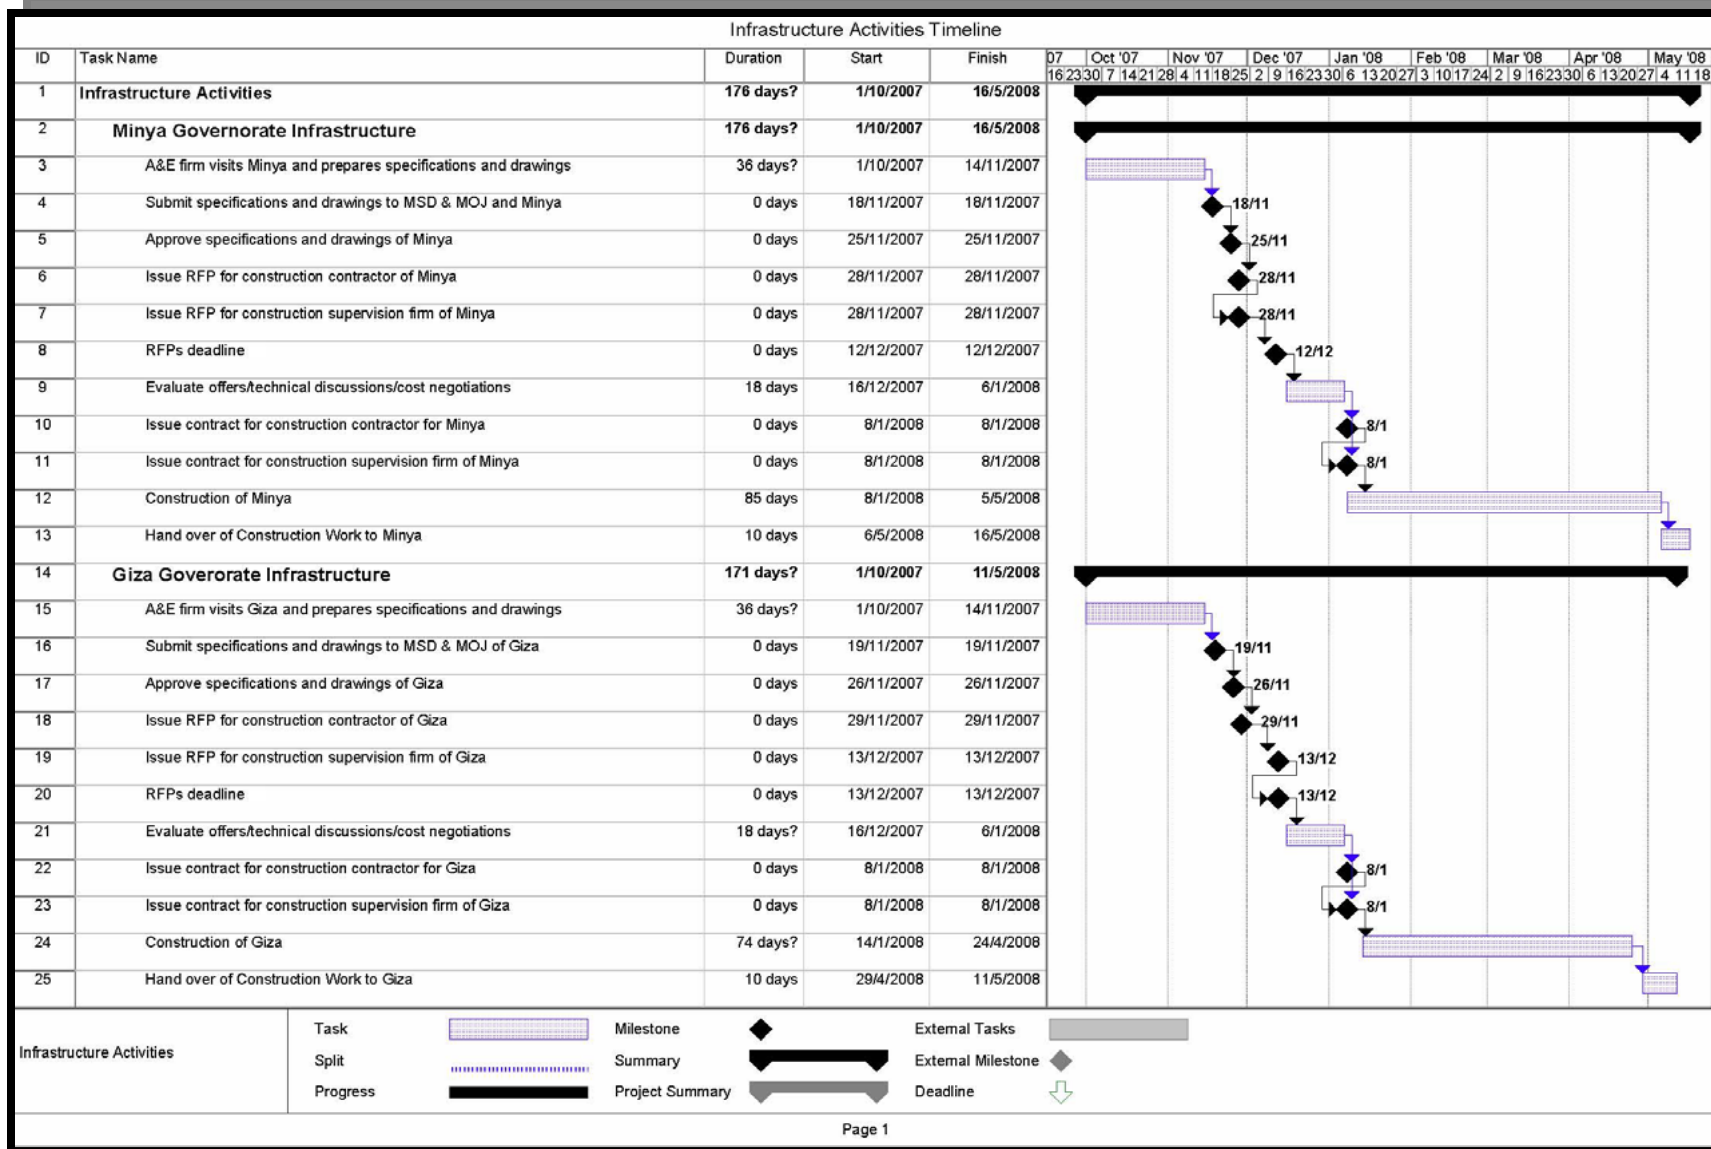 Infrastructure Activities Timeline
ID Task Name Duration Start Finish 07 Oct '07 Nov '07 Dec '07 Jan '08 Feb '08 Mar '08 Apr '08 May '08
16 23 30 7 14 21 28 4 11 18 25 2 9 16 23 30 6 13 20 27 3 10 17 24 2 9 16 23 30 6 13 20 27 4 11 18
1 Infrastructure Activities 176 days? 1/10/2007 16/5/2008
2 Minya Governorate Infrastructure 176 days? 1/10/2007 16/5/2008
3 A&E firm visits Minya and prepares specifications and drawings 36 days? 1/10/2007 14/11/2007
4 Submit specifications and drawings to MSD & MOJ and Minya 0 days 18/11/2007 18/11/2007 18/11
5 Approve specifications and drawings of Minya 0 days 25/11/2007 25/11/2007 25/11
6 Issue RFP for construction contractor of Minya 0 days 28/11/2007 28/11/2007 28/11
7 Issue RFP for construction supervision firm of Minya 0 days 28/11/2007 28/11/2007 28/11
8 RFPs deadline 0 days 12/12/2007 12/12/2007 12/12
9 Evaluate offers/technical discussions/cost negotiations 18 days 16/12/2007 6/1/2008
10 Issue contract for construction contractor for Minya 0 days 8/1/2008 8/1/2008 8/1
11 Issue contract for construction supervision firm of Minya 0 days 8/1/2008 8/1/2008 8/1
12 Construction of Minya 85 days 8/1/2008 5/5/2008
13 Hand over of Construction Work to Minya 10 days 6/5/2008 16/5/2008
14 Giza Goverorate Infrastructure 171 days? 1/10/2007 11/5/2008
15 A&E firm visits Giza and prepares specifications and drawings 36 days? 1/10/2007 14/11/2007
16 Submit specifications and drawings to MSD & MOJ of Giza 0 days 19/11/2007 19/11/2007 19/11
17 Approve specifications and drawings of Giza 0 days 26/11/2007 26/11/2007 26/11
18 Issue RFP for construction contractor of Giza 0 days 29/11/2007 29/11/2007 29/11
19 Issue RFP for construction supervision firm of Giza 0 days 13/12/2007 13/12/2007 13/12
20 RFPs deadline 0 days 13/12/2007 13/12/2007 13/12
21 Evaluate offers/technical discussions/cost negotiations 18 days? 16/12/2007 6/1/2008
22 Issue contract for construction contractor for Giza 0 days 8/1/2008 8/1/2008 8/1
23 Issue contract for construction supervision firm of Giza 0 days 8/1/2008 8/1/2008 8/1
24 Construction of Giza 74 days? 14/1/2008 24/4/2008
25 Hand over of Construction Work to Giza 10 days 29/4/2008 11/5/2008
Infrastructure Activities
Task Milestone External Tasks
Split Summary External Milestone
Progress Project Summary Deadline
Page 1